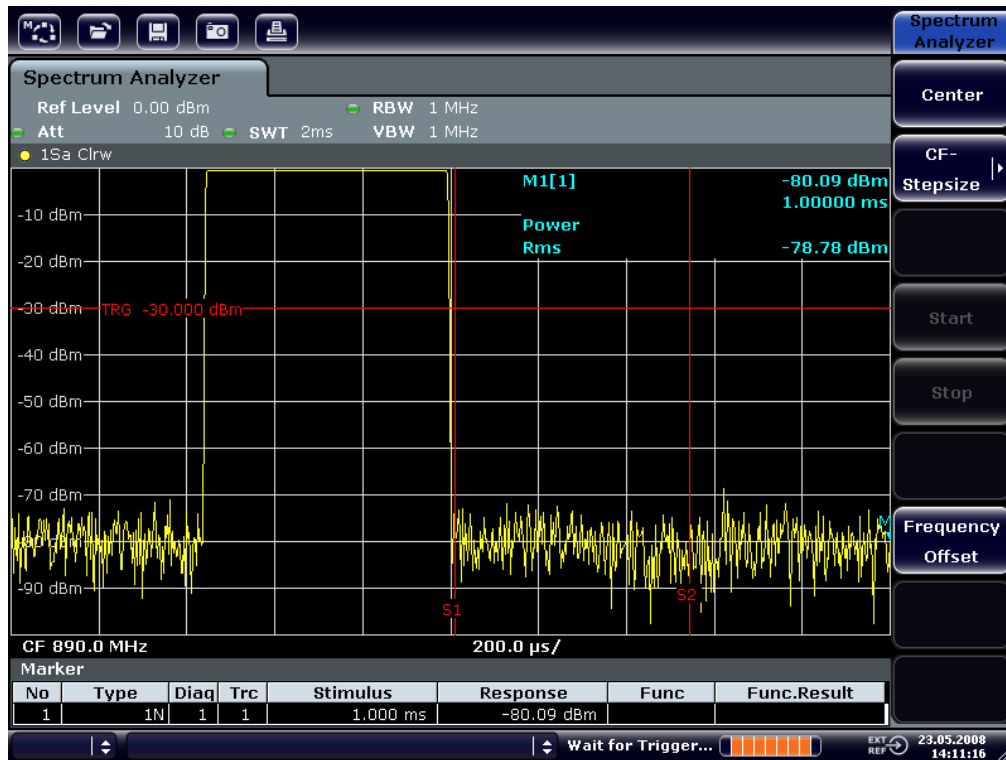 Spectrum Analyzer
Spectrum Analyzer
Ref Level 0.00 dBm RBW 1 MHz
Att 10 dB SWT 2ms VBW 1 MHz
1Sa Clrw
M1[1] -80.09 dBm
1.00000 ms
Power
Rms -78.78 dBm
-10 dBm
-20 dBm
-30 dBm
TRG -30.000 dBm
-40 dBm
-50 dBm
-60 dBm
-70 dBm
-90 dBm
S1
S2
CF 890.0 MHz 200.0 µs/
Marker
No Type Diag Trc Stimulus Response Func Func.Result
1 1N 1 1 1.000 ms -80.09 dBm
Wait for Trigger...
EXT REF
23.05.2008
14:11:16
Center
CF-
Stepsize
Start
Stop
Frequency
Offset